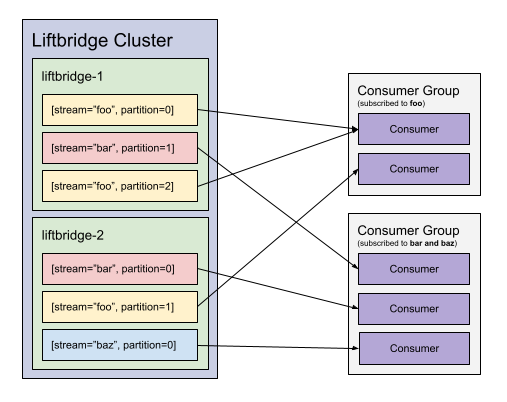 Liftbridge Cluster
liftbridge-1
[stream="foo", partition=0]
[stream="bar", partition=1]
[stream="foo", partition=2]
liftbridge-2
[stream="bar", partition=0]
[stream="foo", partition=1]
[stream="baz", partition=0]
Consumer Group
(subscribed to foo)
Consumer
Consumer
Consumer Group
(subscribed to bar and baz)
Consumer
Consumer
Consumer